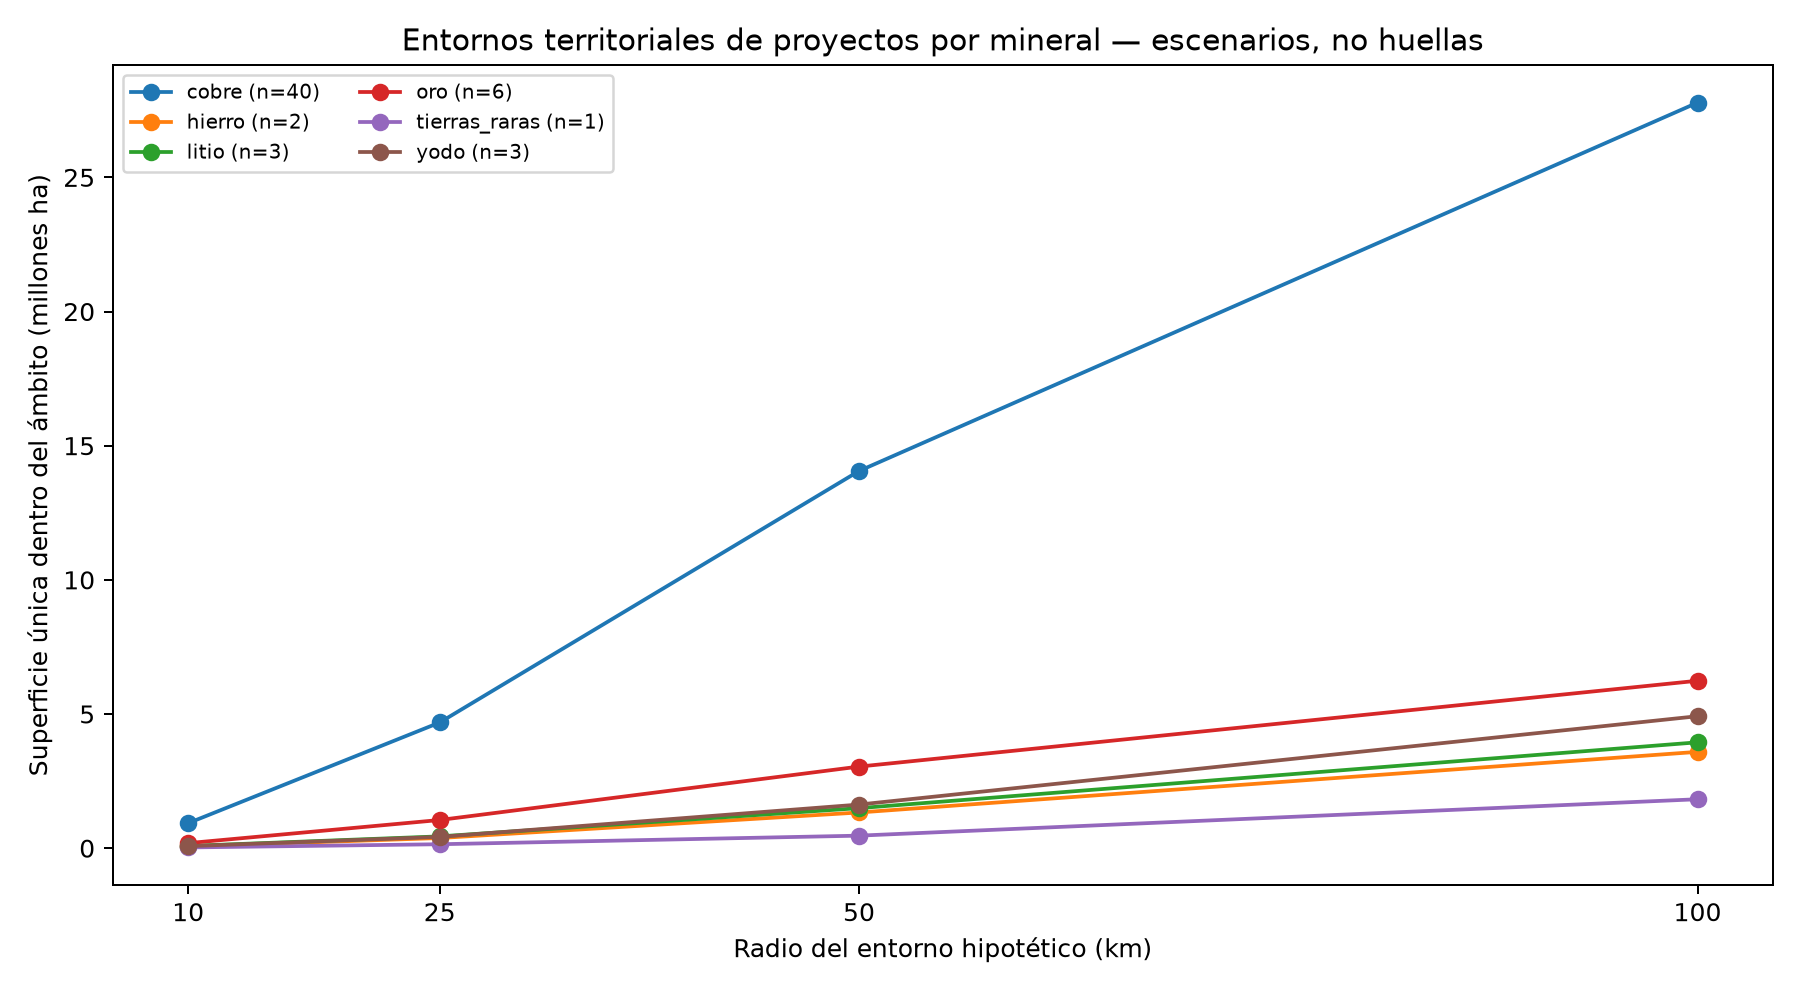 Entornos territoriales de proyectos por mineral — escenarios, no huellas
cobre (n=40)
hierro (n=2)
litio (n=3)
oro (n=6)
tierras_raras (n=1)
yodo (n=3)
Superficie única dentro del ámbito (millones ha)
25
20
15
10
5
0
10
25
50
100
Radio del entorno hipotético (km)